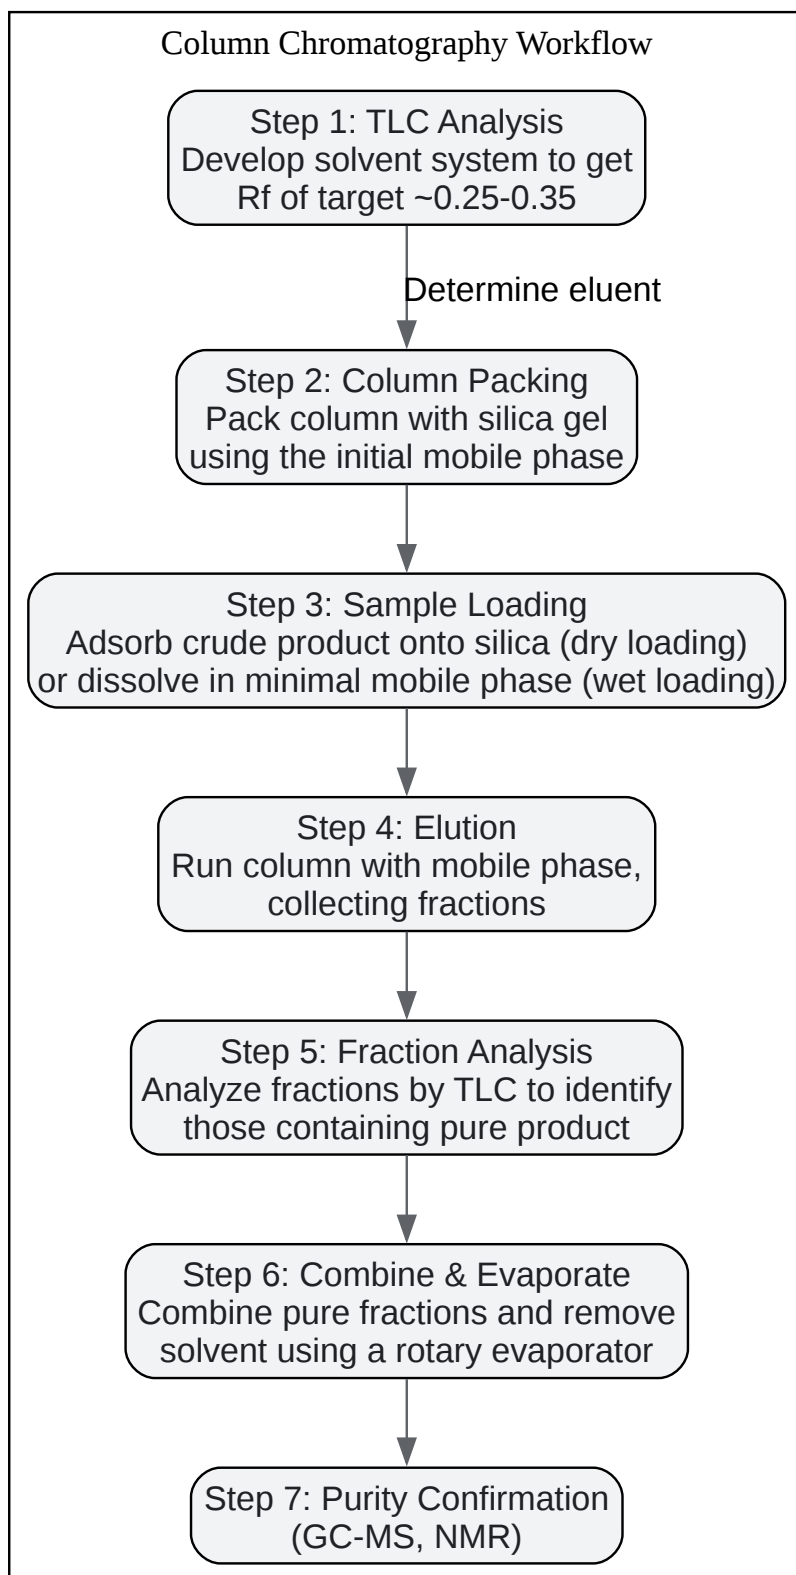 Column Chromatography Workflow
Step 1: TLC Analysis
Develop solvent system to get
Rf of target ~0.25-0.35
Determine eluent
Step 2: Column Packing
Pack column with silica gel
using the initial mobile phase
Step 3: Sample Loading
Adsorb crude product onto silica (dry loading)
or dissolve in minimal mobile phase (wet loading)
Step 4: Elution
Run column with mobile phase,
collecting fractions
Step 5: Fraction Analysis
Analyze fractions by TLC to identify
those containing pure product
Step 6: Combine & Evaporate
Combine pure fractions and remove
solvent using a rotary evaporator
Step 7: Purity Confirmation
(GC-MS, NMR)